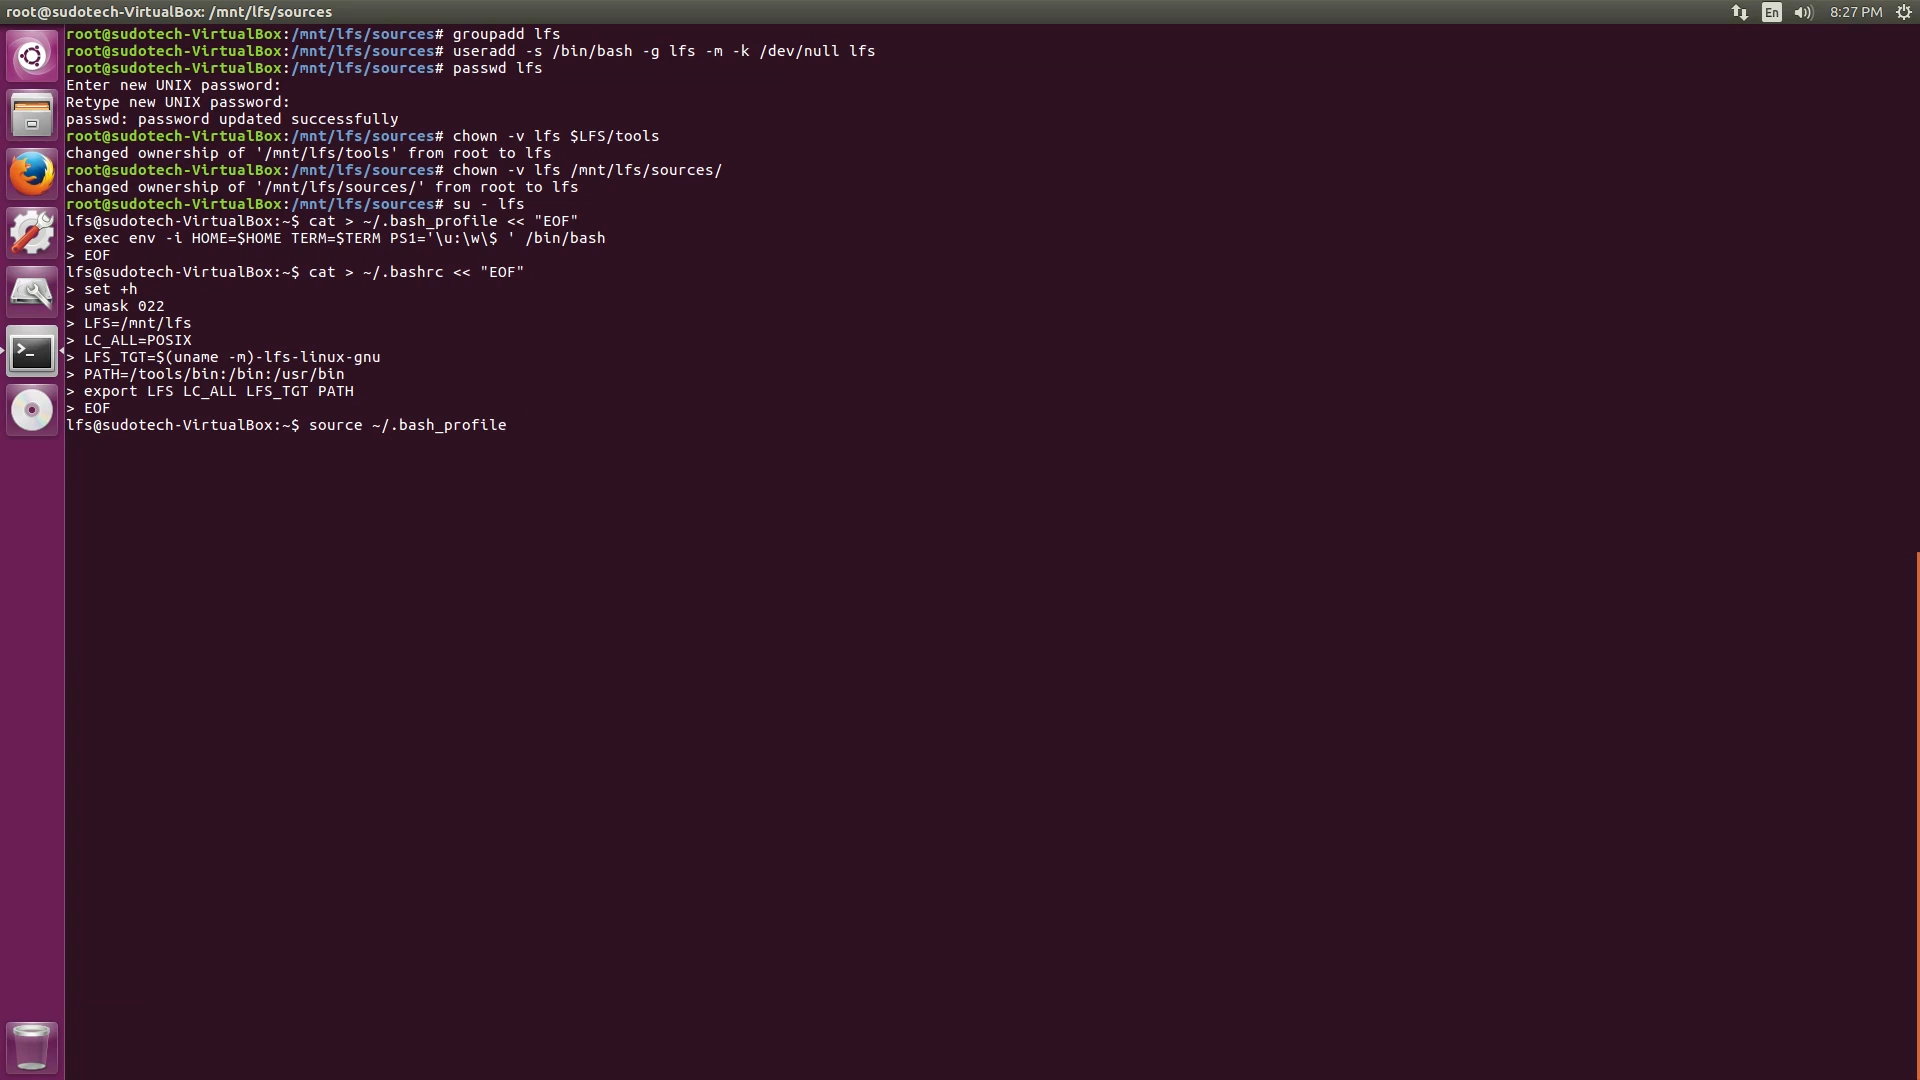 root@sudotech-VirtualBox: /mnt/lfs/sources
En
8:27 PM
root@sudotech-VirtualBox:/mnt/lfs/sources# groupadd lfs
root@sudotech-VirtualBox:/mnt/lfs/sources# useradd -s /bin/bash -g lfs -m -k /dev/null lfs
root@sudotech-VirtualBox:/mnt/lfs/sources# passwd lfs
Enter new UNIX password:
Retype new UNIX password:
passwd: password updated successfully
root@sudotech-VirtualBox:/mnt/lfs/sources# chown -v lfs $LFS/tools
changed ownership of '/mnt/lfs/tools' from root to lfs
root@sudotech-VirtualBox:/mnt/lfs/sources# chown -v lfs /mnt/lfs/sources/
changed ownership of '/mnt/lfs/sources/' from root to lfs
root@sudotech-VirtualBox:/mnt/lfs/sources# su - lfs
lfs@sudotech-VirtualBox:~$ cat > ~/.bash_profile << "EOF"
> exec env -i HOME=$HOME TERM=$TERM PS1='\u:\w\$ ' /bin/bash
> EOF
lfs@sudotech-VirtualBox:~$ cat > ~/.bashrc << "EOF"
> set +h
> umask 022
> LFS=/mnt/lfs
> LC_ALL=POSIX
> LFS_TGT=$(uname -m)-lfs-linux-gnu
> PATH=/tools/bin:/bin:/usr/bin
> export LFS LC_ALL LFS_TGT PATH
> EOF
lfs@sudotech-VirtualBox:~$ source ~/.bash_profile